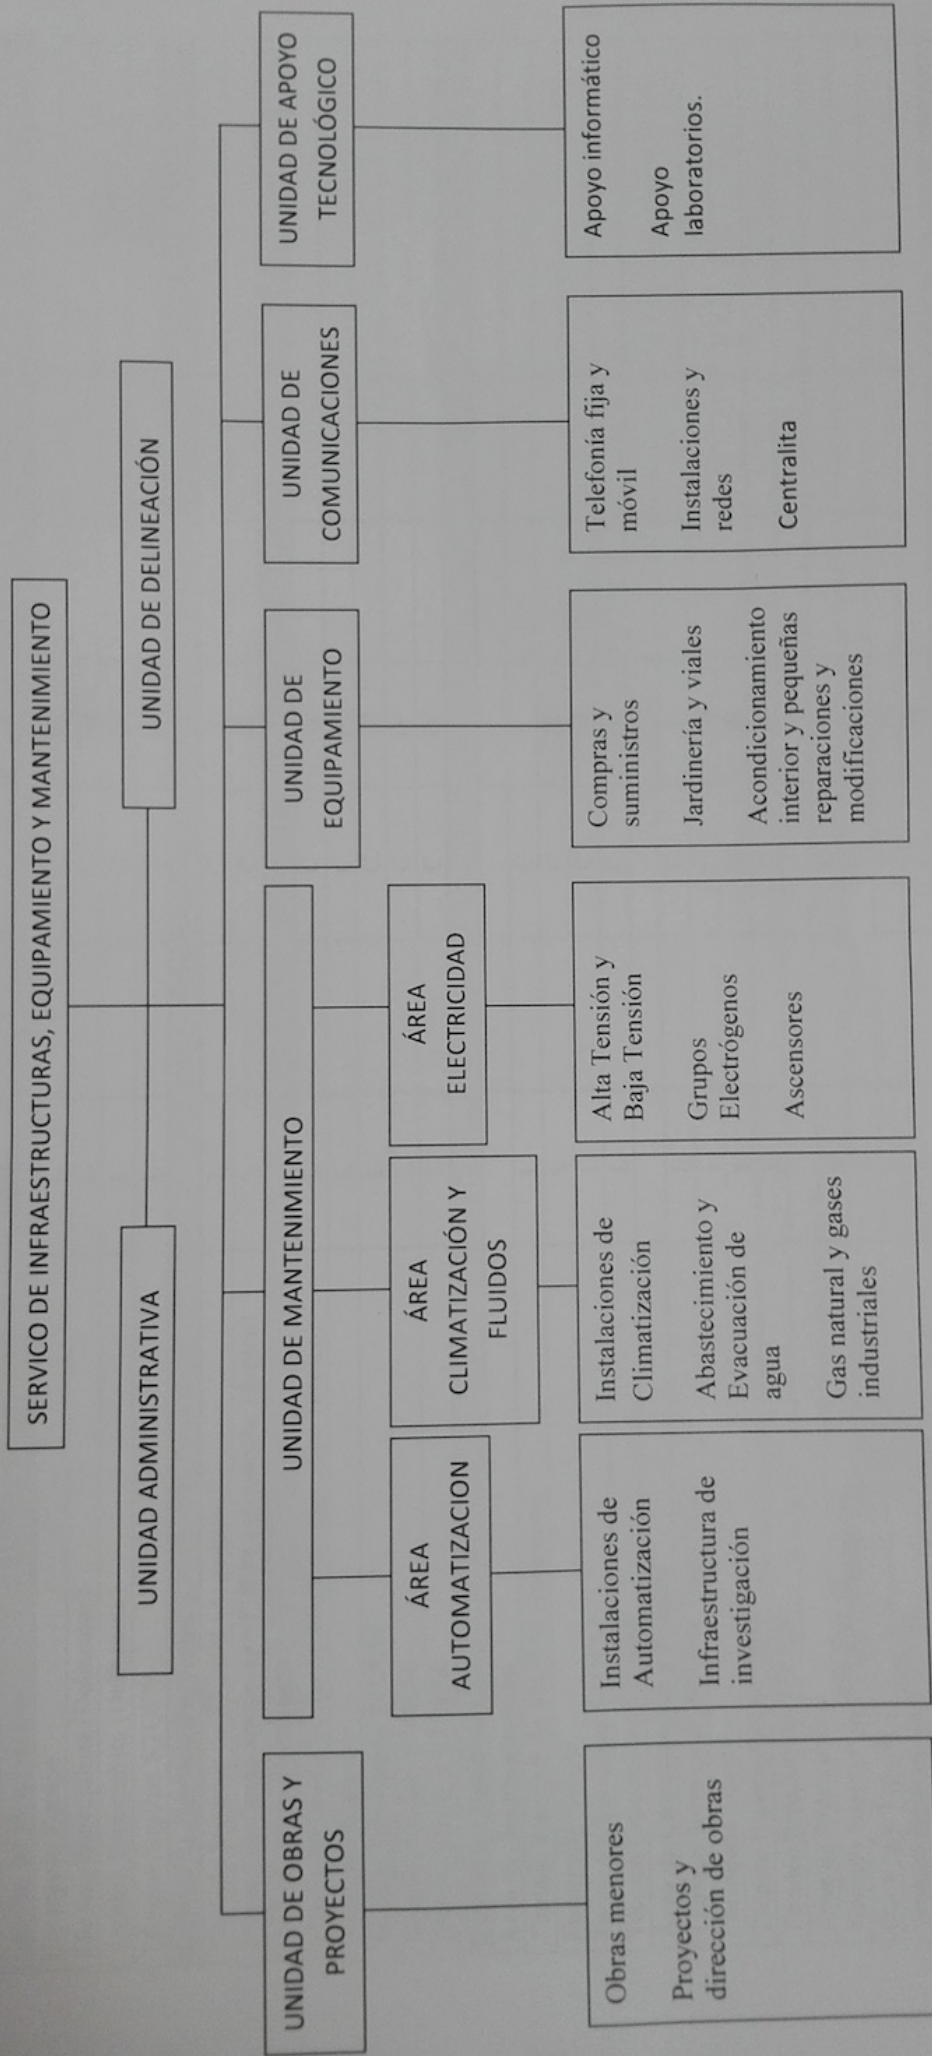 SERVICO DE INFRAESTRUCTURAS, EQUIPAMIENTO Y MANTENIMIENTO
UNIDAD ADMINISTRATIVA
UNIDAD DE DELINEACIÓN
UNIDAD DE OBRAS Y
PROYECTOS
UNIDAD DE MANTENIMIENTO
UNIDAD DE
EQUIPAMIENTO
UNIDAD DE
COMUNICACIONES
UNIDAD DE APOYO
TECNOLÓGICO
ÁREA
AUTOMATIZACION
ÁREA
CLIMATIZACIÓN Y
FLUIDOS
ÁREA
ELECTRICIDAD
Obras menores
Proyectos y
dirección de obras
Instalaciones de
Automatización
Infraestructura de
investigación
Instalaciones de
Climatización
Abastecimiento y
Evacuación de
agua
Gas natural y gases
industriales
Alta Tensión y
Baja Tensión
Grupos
Electrógenos
Ascensores
Compras y
suministros
Jardinería y viales
Acondicionamiento
interior y pequeñas
reparaciones y
modificaciones
Telefonía fija y
móvil
Instalaciones y
redes
Centralita
Apoyo informático
Apoyo
laboratorios.